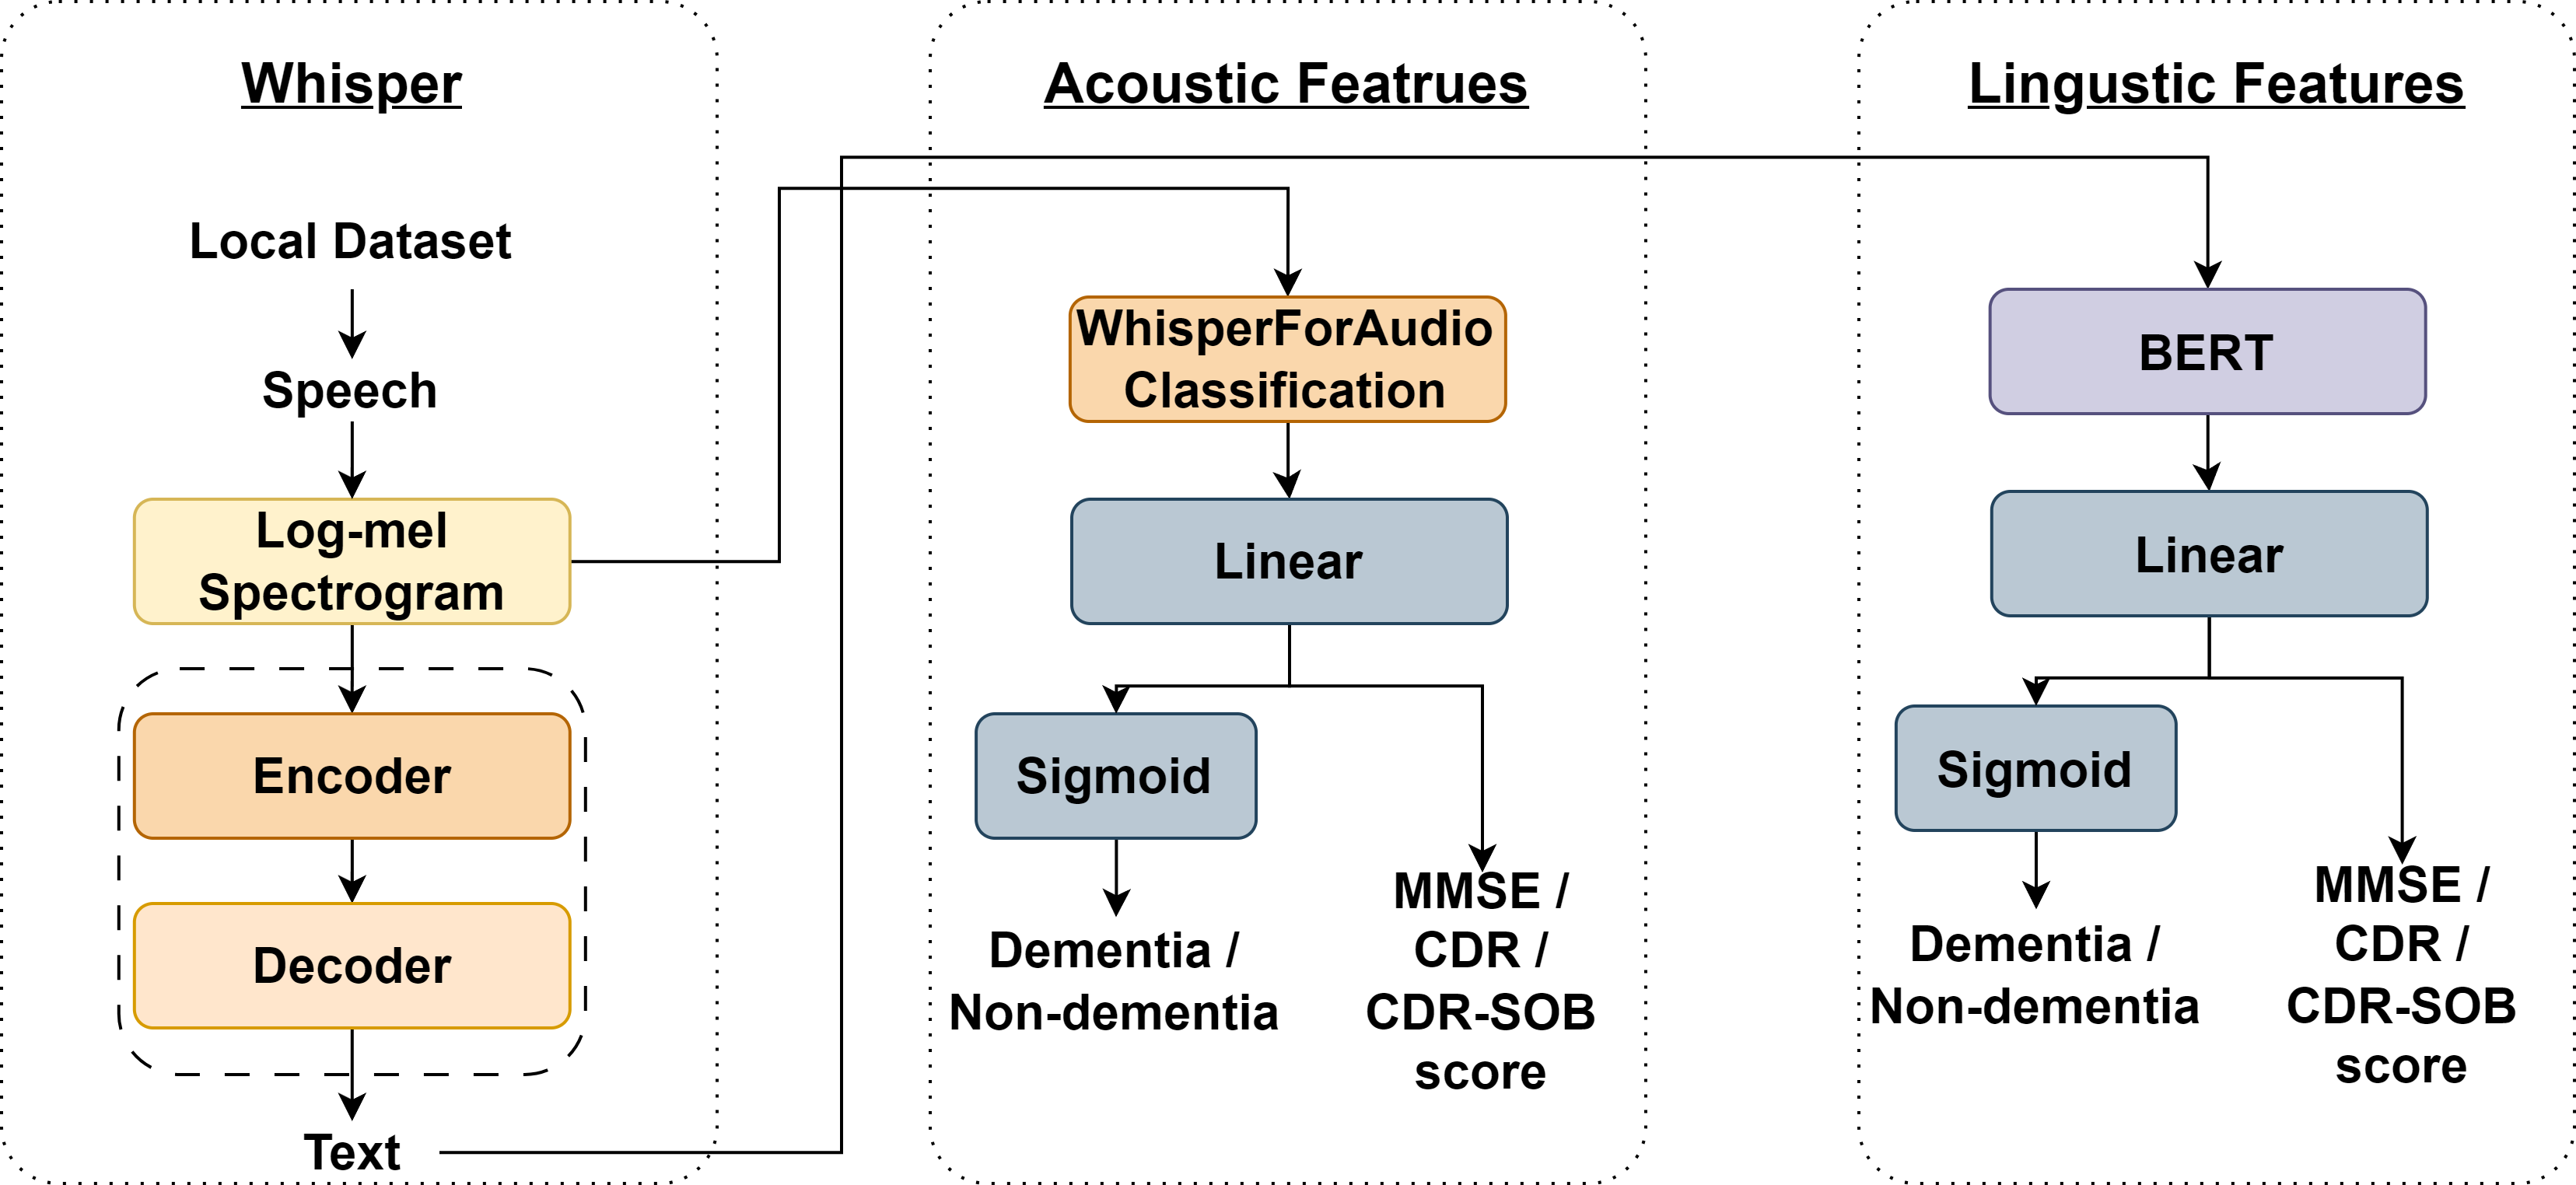 Whisper
Local Dataset
Speech
Log-mel
Spectrogram
Encoder
Decoder
Text
Acoustic Featrues
WhisperForAudio
Classification
Linear
Sigmoid
Dementia /
Non-dementia
MMSE /
CDR /
CDR-SOB
score
Lingustic Features
BERT
Linear
Sigmoid
Dementia /
Non-dementia
MMSE /
CDR /
CDR-SOB
score